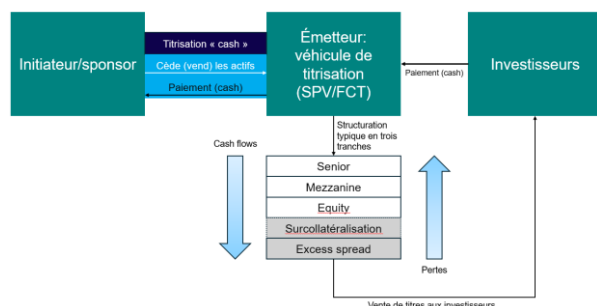 Titrisation « cash »
Initiateur/sponsor
Cède (vend) les actifs
Paiement (cash)
Émetteur:
véhicule de
titrisation
(SPV/FCT)
Paiement (cash)
Investisseurs
Structuration
typique en trois
tranches
Cash flows
Senior
Mezzanine
Equity
Surcollatéralisation
Excess spread
Pertes
Vente de titres aux investisseurs